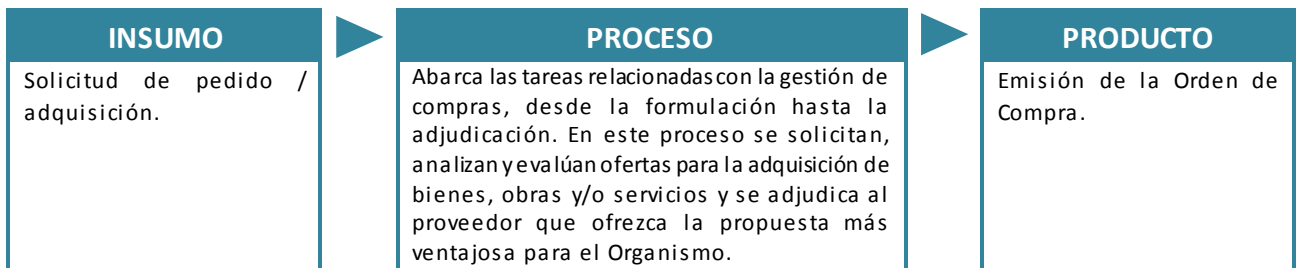 INSUMO
Solicitud de pedido /
adquisición.
PROCESO
Abarca las tareas relacionadas con la gestión de
compras, desde la formulación hasta la
adjudicación. En este proceso se solicitan,
analizan y evalúan ofertas para la adquisición de
bienes, obras y/o servicios y se adjudica al
proveedor que ofrezca la propuesta más
ventajosa para el Organismo.
PRODUCTO
Emisión de la Orden de
Compra.